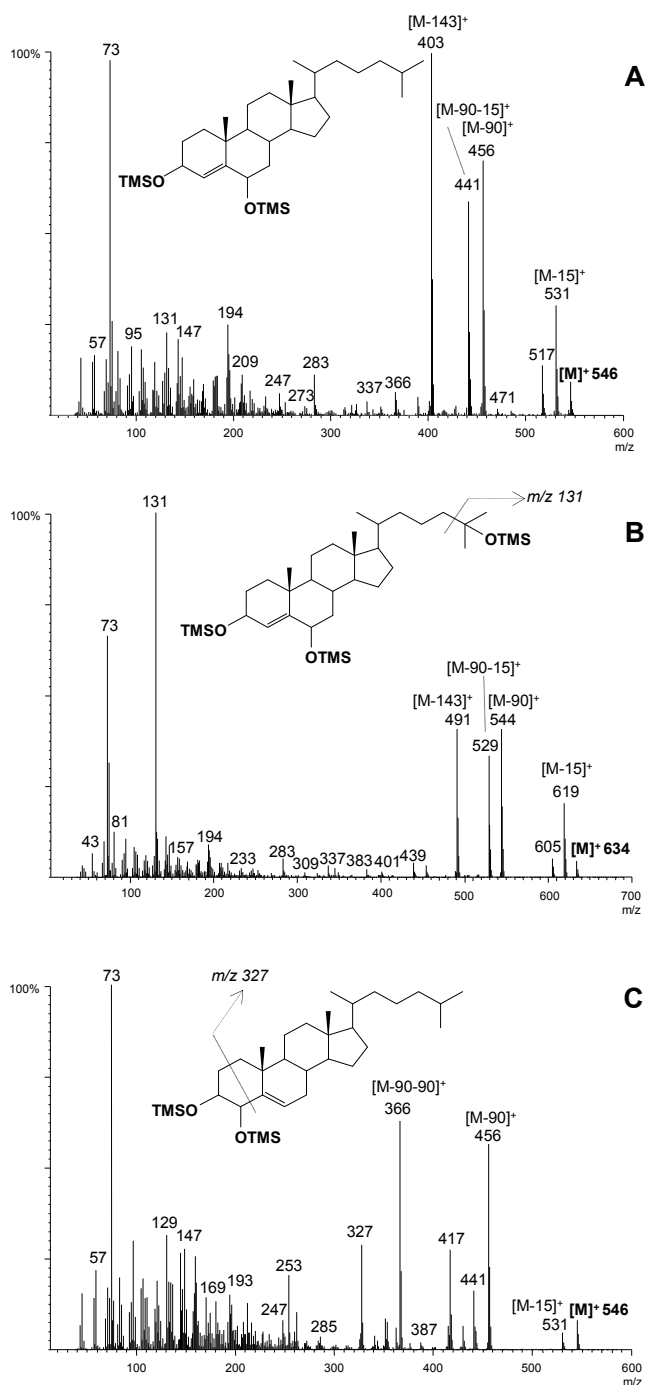 A
100%
73
[M-143]+
403
[M-90-15]+
[M-90]+
456
441
[M-15]+
531
TMSO
OTMS
57
95
131
147
194
209
247
273
283
337
366
471
517
[M]+ 546
100
200
300
400
500
600
m/z
B
100%
131
m/z 131
OTMS
73
TMSO
OTMS
[M-90-15]+
[M-143]+
[M-90]+
491
544
529
[M-15]+
619
43
81
157
194
233
283
309
337
383
401
439
605
[M]+ 634
100
200
300
400
500
600
700
m/z
C
100%
73
m/z 327
TMSO
OTMS
[M-90-90]+
366
[M-90]+
456
57
129
147
169
193
247
253
285
327
387
417
441
[M-15]+
531
[M]+ 546
100
200
300
400
500
600
m/z